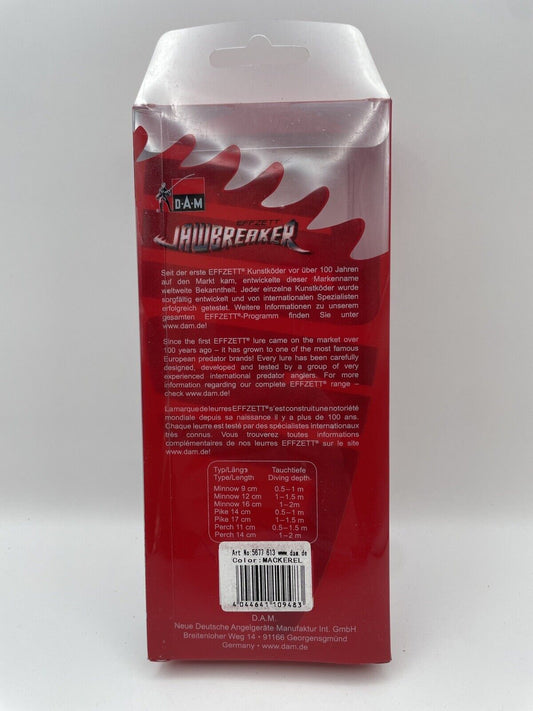 D·A·M
EFFZETT
JAWBREAKER
Seit der erste EFFZETT® Kunstköder vor über 100 Jahren
auf den Markt kam, entwickelte dieser Markenname
weltweite Bekanntheit. Jeder einzelne Kunstköder wurde
sorgfältig entwickelt und von internationalen Spezialisten
erfolgreich getestet. Weitere Informationen zu unserem
gesamten EFFZETT®-Programm finden Sie unter
www.dam.de!
Since the first EFFZETT® lure came on the market over
100 years ago – it has grown to one of the most famous
European predator brands! Every lure has been carefully
designed, developed and tested by a group of very
experienced international predator anglers. For more
information regarding our complete EFFZETT® range –
check www.dam.de!
La marque de leurres EFFZETT® s'est construit une notoriété
mondiale depuis sa naissance il y a plus de 100 ans.
Chaque leurre est testé par des spécialistes internationaux
très connus. Vous trouverez toutes informations
complémentaires de nos leurres EFFZETT® sur le site
www.dam.de.
Typ/Länge Tauchtiefe
Type/Length Diving depth
Minnow 9 cm 0.5–1 m
Minnow 12 cm 1–1.5 m
Minnow 16 cm 1–2m
Pike 14 cm 0.5–1 m
Pike 17 cm 1–1.5 m
Perch 11 cm 0.5–1.5 m
Perch 14 cm 1–2 m
Art No:5677 613 www.dam.de
Color:MACKEREL
4 044641 109483
D.A.M.
Neue Deutsche Angelgeräte Manufaktur Int. GmbH
Breitenloher Weg 14 • 91166 Georgensgmünd
Germany • www.dam.de